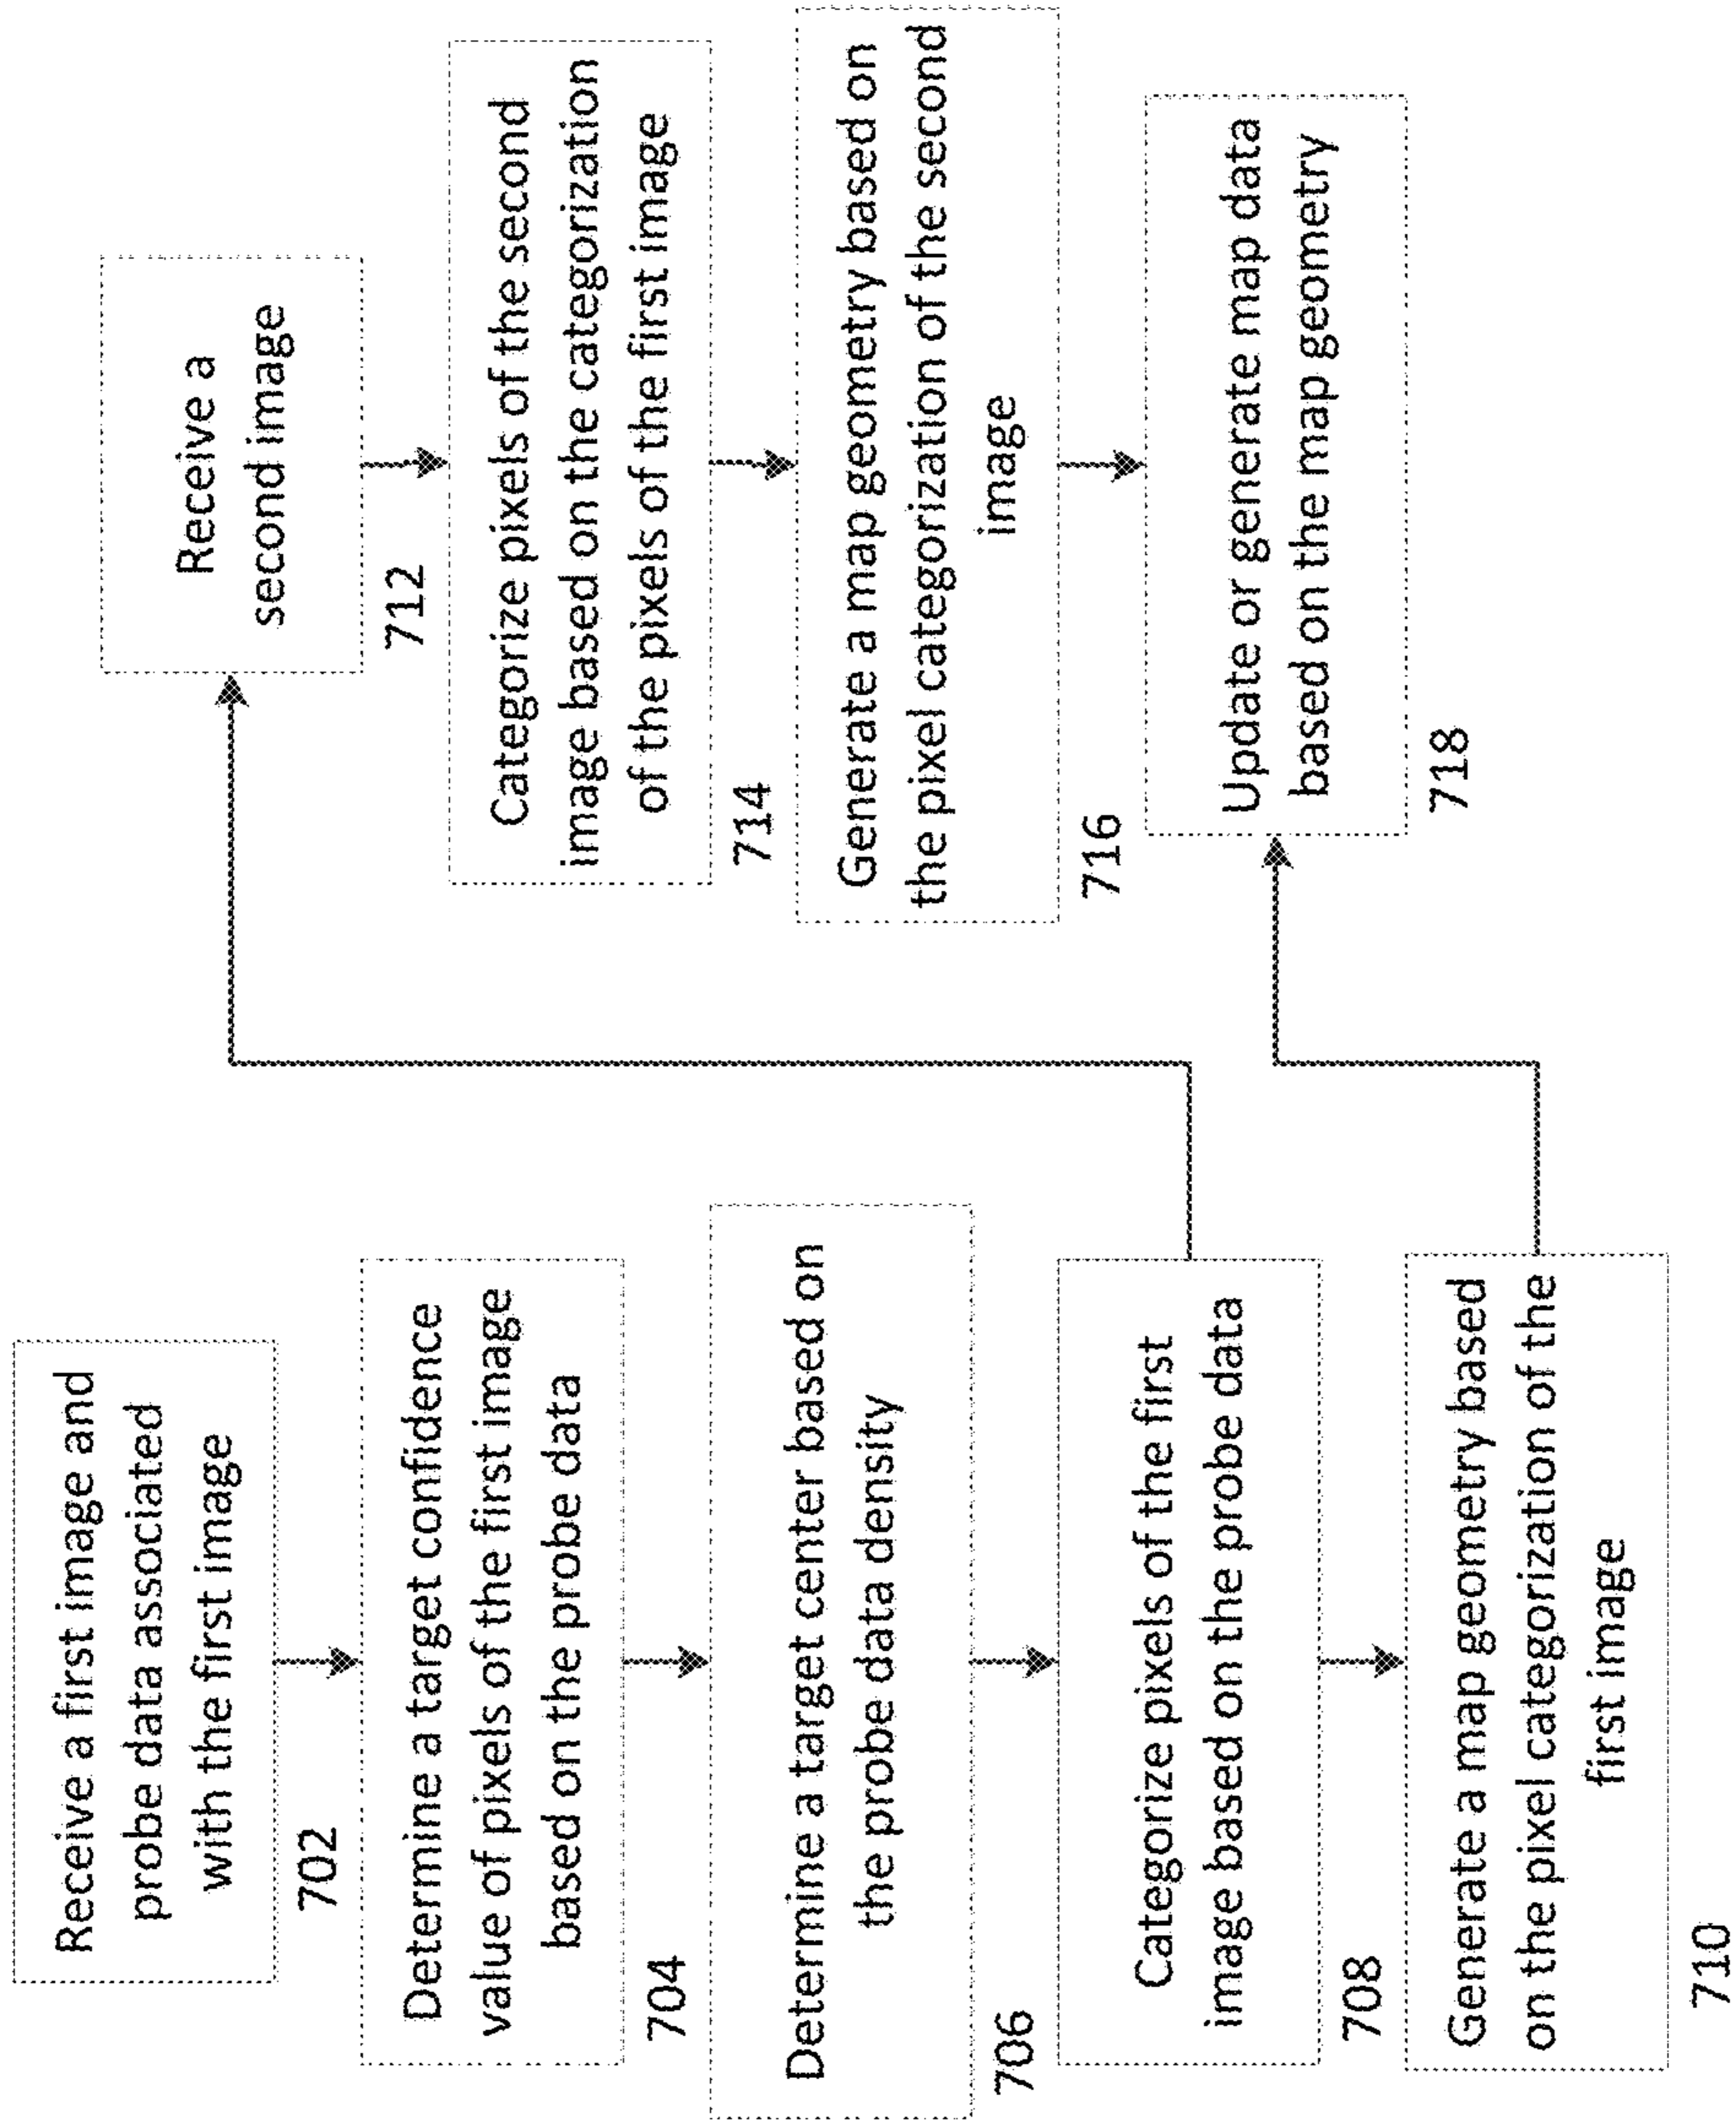 Receive a first image and
probe data associated
with the first image
702
Determine a target confidence
value of pixels of the first image
based on the probe data
704
Determine a target center based on
the probe data density
706
Categorize pixels of the first
image based on the probe data
708
Generate a map geometry based
on the pixel categorization of the
first image
710
Receive a
second image
712
Categorize pixels of the second
image based on the categorization
of the pixels of the first image
714
Generate a map geometry based on
the pixel categorization of the second
image
716
Update or generate map data
based on the map geometry
718